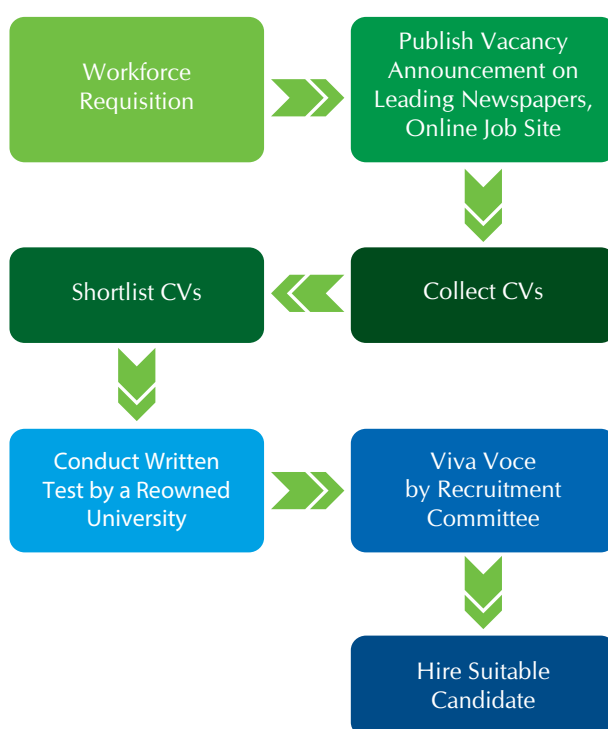 Workforce
Requisition
Publish Vacancy
Announcement on
Leading Newspapers,
Online Job Site
Collect CVs
Shortlist CVs
Conduct Written
Test by a Reowned
University
Viva Voce
by Recruitment
Committee
Hire Suitable
Candidate